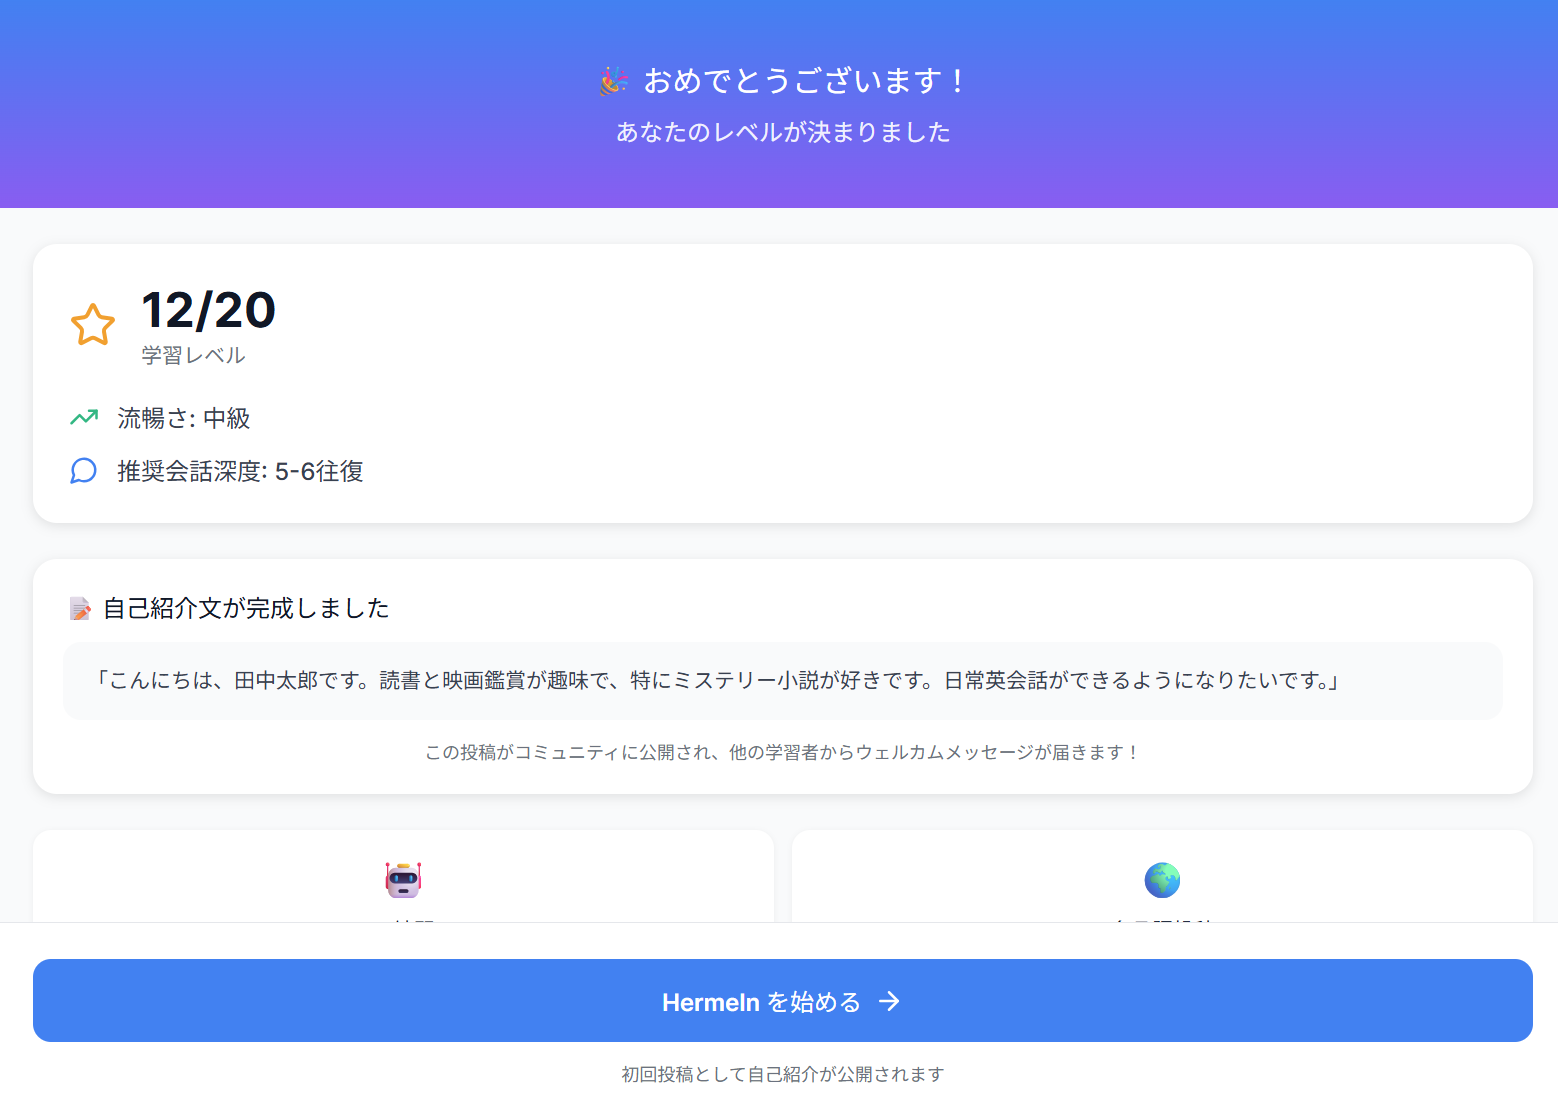 🎉 おめでとうございます！
あなたのレベルが決まりました
12/20
学習レベル
流暢さ: 中級
推奨会話深度: 5-6往復
📝 自己紹介文が完成しました
「こんにちは、田中太郎です。読書と映画鑑賞が趣味で、特にミステリー小説が好きです。日常英会話ができるようになりたいです。」
この投稿がコミュニティに公開され、他の学習者からウェルカムメッセージが届きます！
Hermeln を始める →
初回投稿として自己紹介が公開されます